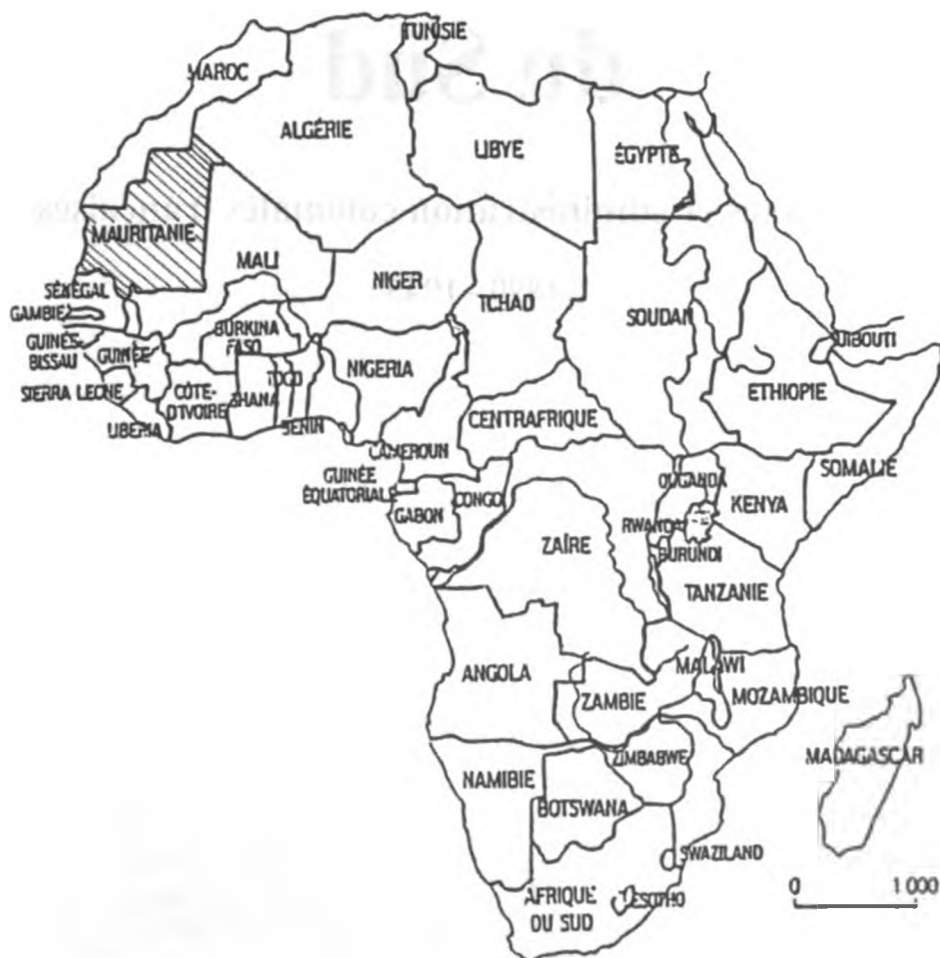 TUNISIE
MAROC
ALGÉRIE
LIBYE
ÉGYPTE
MAURITANIE
MALI
NIGER
TCHAD
SOUDAN
SÉNÉGAL
GAMBIE
GUINÉE-
BISSAU
GUINÉE
BURKINA
FASO
NIGERIA
DJIBOUTI
SIERRA LEONE
CÔTE-
D'IVOIRE
GHANA
TOGO
BENIN
LIBERIA
ETHIOPIE
CENTRAFRIQUE
CAMEROUN
SOMALIE
GUINÉE
ÉQUATORIALE
GABON
CONGO
OUGANDA
KENYA
RWANDA
ZAÏRE
BURUNDI
TANZANIE
ANGOLA
MALAWI
ZAMBIE
MOZAMBIQUE
ZIMBABWE
MADAGASCAR
NAMIBIE
BOTSWANA
SWAZILAND
AFRIQUE
DU SUD
LESOTHO
0 1 000